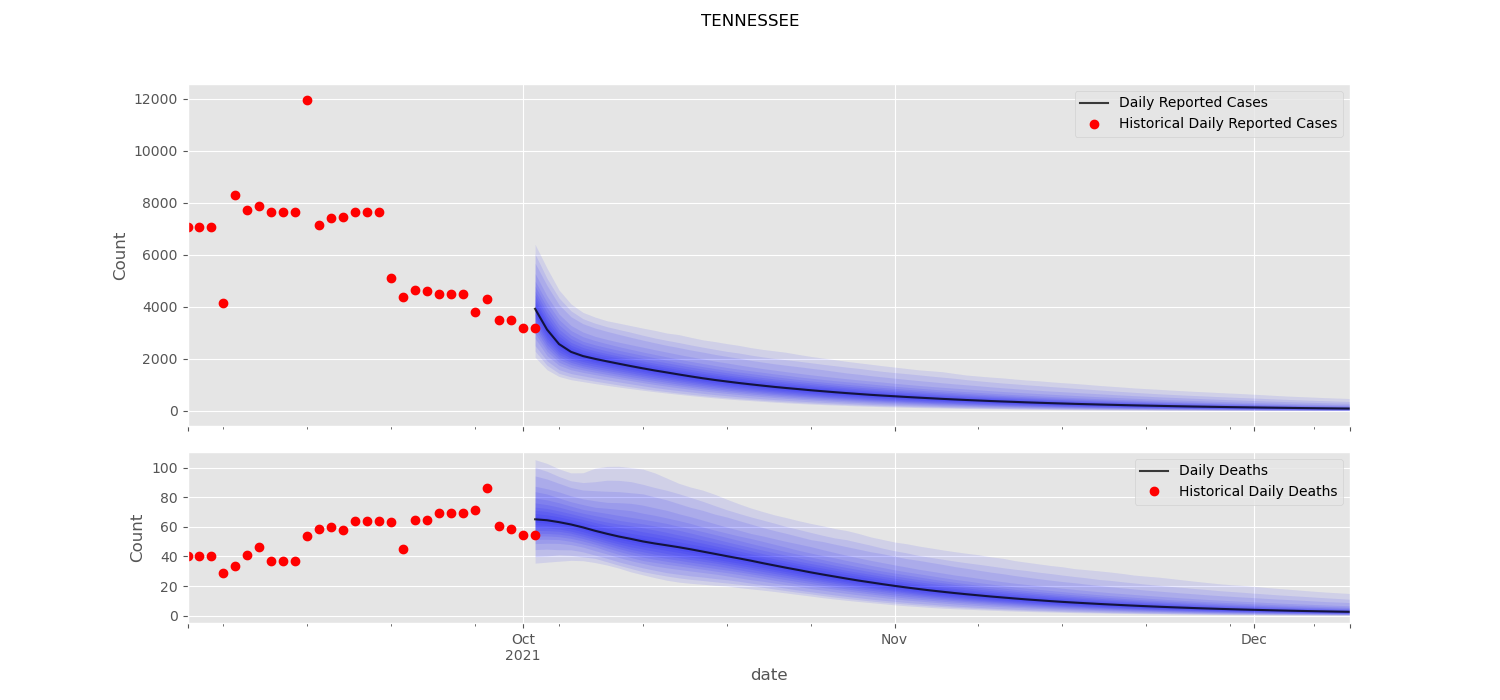 TENNESSEE
12000
10000
8000
6000
4000
2000
0
Count
Daily Reported Cases
Historical Daily Reported Cases
100
80
60
40
20
0
Count
Daily Deaths
Historical Daily Deaths
Oct
2021
Nov
Dec
date